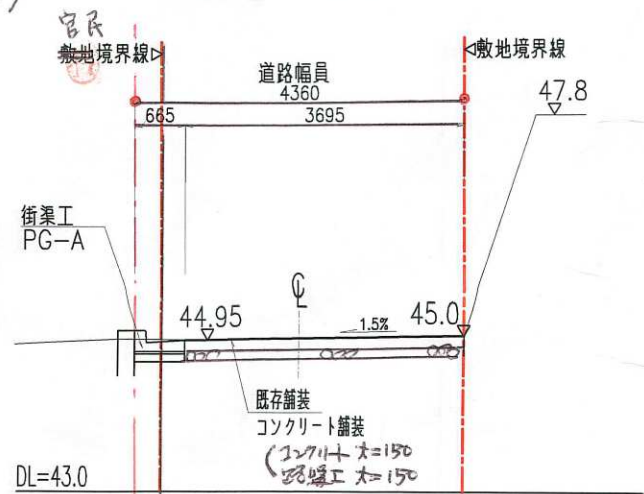 官民
敷地境界線
敷地境界線
道路幅員
4360
665
3695
47.8
街渠工
PG-A
44.95
CL
1.5%
45.0
既存舗装
コンクリート舗装
(コンクリート t=150
路盤工 t=150
DL=43.0